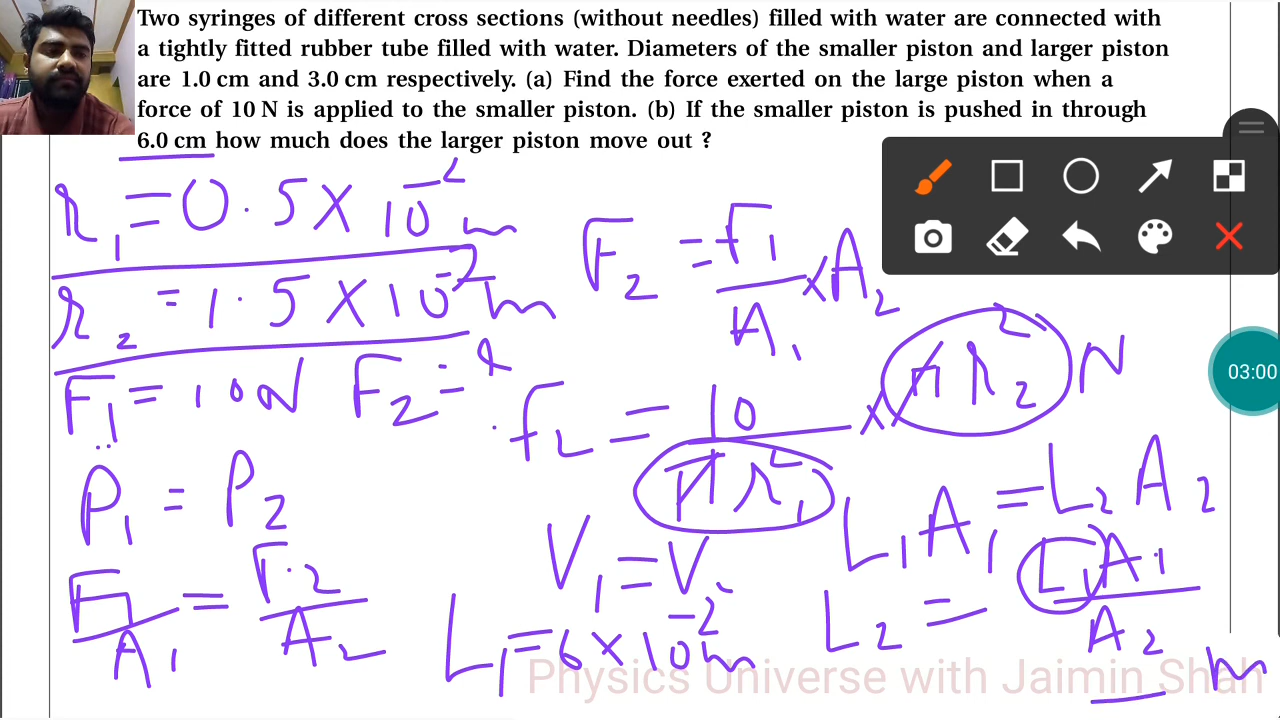 Two syringes of different cross sections (without needles) filled with water are connected with
a tightly fitted rubber tube filled with water. Diameters of the smaller piston and larger piston
are 1.0 cm and 3.0 cm respectively. (a) Find the force exerted on the large piston when a
force of 10 N is applied to the smaller piston. (b) If the smaller piston is pushed in through
6.0 cm how much does the larger piston move out ?
r₁ = 0.5 × 10⁻² m
r₂ = 1.5 × 10⁻² m
F₁ = 10 N F₂ = ?
P₁ = P₂
F₁/A₁ = F₂/A₂
F₂ = F₁/A₁ × A₂
F₂ = 10/πr₁² × πr₂² N
V₁ = V₂
L₁ = 6 × 10⁻² m
L₁A₁ = L₂A₂
L₂ = L₁A₁/A₂ m
03:00
Physics Universe with Jaimin Shah